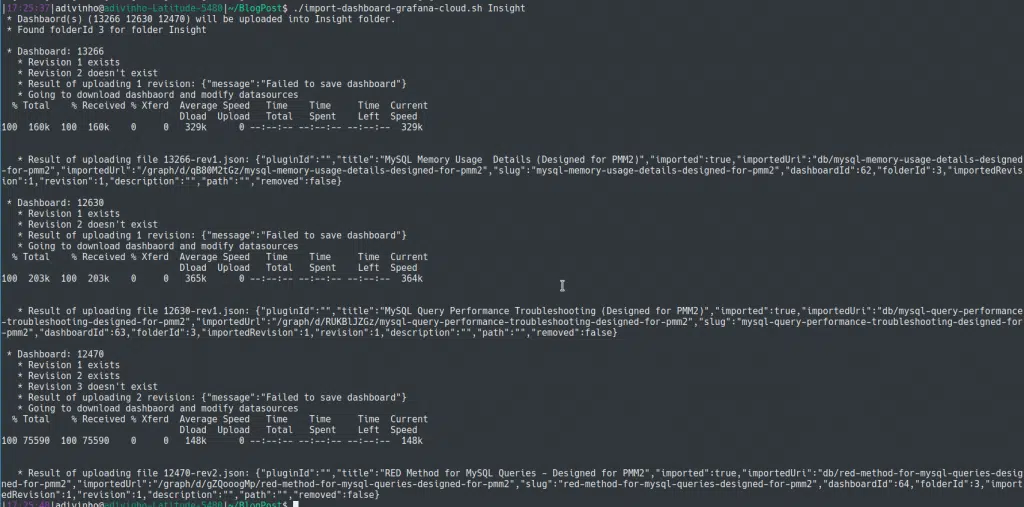 |17:25:37|adivinho@adivinho-Latitude-5480|~/BlogPost$ ./import-dashboard-grafana-cloud.sh Insight
* Dashbaord(s) (13266 12630 12470) will be uploaded into Insight folder.
* Found folderId 3 for folder Insight
* Dashboard: 13266
* Revision 1 exists
* Revision 2 doesn't exist
* Result of uploading 1 revision: {"message":"Failed to save dashboard"}
* Going to download dashbaord and modify datasources
% Total % Received % Xferd Average Speed Time Time Time Current
Dload Upload Total Spent Left Speed
100 160k 100 160k 0 0 329k 0 --:--:-- --:--:-- --:--:-- 329k
* Result of uploading file 13266-rev1.json: {"pluginId":"","title":"MySQL Memory Usage Details (Designed for PMM2)","imported":true,"importedUri":"db/mysql-memory-usage-details-designed
-for-pmm2","importedUrl":"/graph/d/qB80M2tGz/mysql-memory-usage-details-designed-for-pmm2","slug":"mysql-memory-usage-details-designed-for-pmm2","dashboardId":62,"folderId":3,"importedRevis
ion":1,"revision":1,"description":"","path":"","removed":false}
* Dashboard: 12630
* Revision 1 exists
* Revision 2 doesn't exist
* Result of uploading 1 revision: {"message":"Failed to save dashboard"}
* Going to download dashbaord and modify datasources
% Total % Received % Xferd Average Speed Time Time Time Current
Dload Upload Total Spent Left Speed
100 203k 100 203k 0 0 365k 0 --:--:-- --:--:-- --:--:-- 364k
* Result of uploading file 12630-rev1.json: {"pluginId":"","title":"MySQL Query Performance Troubleshooting (Designed for PMM2)","imported":true,"importedUri":"db/mysql-query-performance
-troubleshooting-designed-for-pmm2","importedUrl":"/graph/d/RUKBlJZGz/mysql-query-performance-troubleshooting-designed-for-pmm2","slug":"mysql-query-performance-troubleshooting-designed-for
-pmm2","dashboardId":63,"folderId":3,"importedRevision":1,"revision":1,"description":"","path":"","removed":false}
* Dashboard: 12470
* Revision 1 exists
* Revision 2 exists
* Revision 3 doesn't exist
* Result of uploading 2 revision: {"message":"Failed to save dashboard"}
* Going to download dashbaord and modify datasources
% Total % Received % Xferd Average Speed Time Time Time Current
Dload Upload Total Spent Left Speed
100 75590 100 75590 0 0 148k 0 --:--:-- --:--:-- --:--:-- 148k
* Result of uploading file 12470-rev2.json: {"pluginId":"","title":"RED Method for MySQL Queries – Designed for PMM2","imported":true,"importedUri":"db/red-method-for-mysql-queries-desig
ned-for-pmm2","importedUrl":"/graph/d/gZQooogMp/red-method-for-mysql-queries-designed-for-pmm2","slug":"red-method-for-mysql-queries-designed-for-pmm2","dashboardId":64,"folderId":3,"import
edRevision":1,"revision":1,"description":"","path":"","removed":false}
|17:25:48|adivinho@adivinho-Latitude-5480|~/BlogPost$